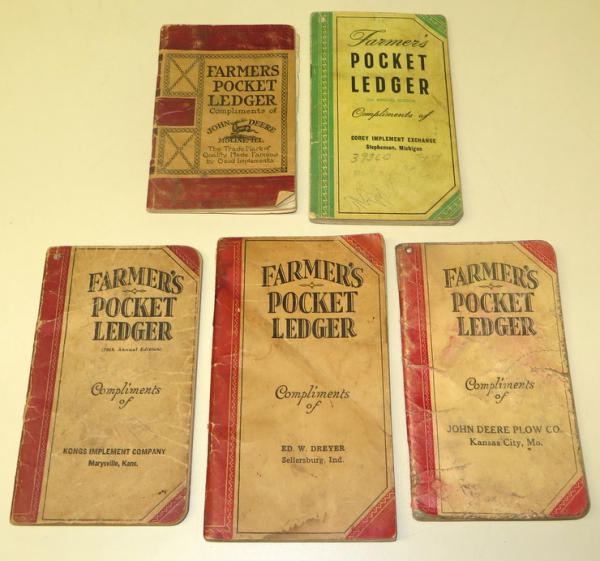 FARMERS
POCKET
LEDGER
Compliments of
JOHN DEERE
MOLINE, ILL.
The Trade Mark of
Quality Made Famous
by Good Implements
Farmer's
POCKET
LEDGER
Compliments of
COREY IMPLEMENT EXCHANGE
Stephenson, Michigan
39360
FARMER'S
POCKET
LEDGER
Annual Edition)
Compliments
of
KONGS IMPLEMENT COMPANY
Marysville, Kans.
FARMER'S
POCKET
LEDGER
Compliments
of
ED. W. DREYER
Sellersburg, Ind.
FARMER'S
POCKET
LEDGER
Compliments
of
JOHN DEERE PLOW CO.
Kansas City, Mo.